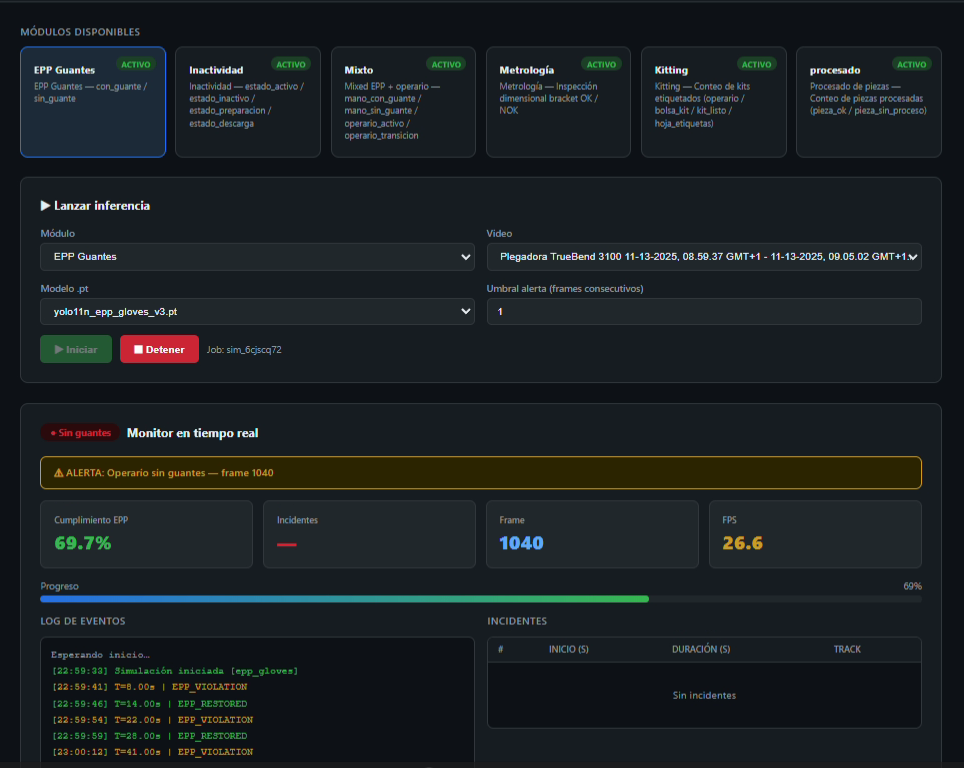 MÓDULOS DISPONIBLES
EPP Guantes
ACTIVO
EPP Guantes — con_guante /
sin_guante
Inactividad
ACTIVO
Inactividad — estado_activo /
estado_inactivo /
estado_preparacion /
estado_descarga
Mixto
ACTIVO
Mixed EPP + operario —
mano_con_guante /
mano_sin_guante /
operario_activo /
operario_transicion
Metrología
ACTIVO
Metrología — Inspección
dimensional bracket OK /
NOK
Kitting
ACTIVO
Kitting — Conteo de kits
etiquetados (operario /
bolsa_kit / kit_listo /
hoja_etiquetas)
procesado
ACTIVO
Procesado de piezas —
Conteo de piezas procesadas
(pieza_ok / pieza_sin_proceso)
▶ Lanzar inferencia
Módulo
EPP Guantes
Video
Plegadora TrueBend 3100 11-13-2025, 08.59.37 GMT+1 - 11-13-2025, 09.05.02 GMT+1.
Modelo .pt
yolo11n_epp_gloves_v3.pt
Umbral alerta (frames consecutivos)
1
▶ Iniciar
■ Detener
Job: sim_6cjscq72
● Sin guantes
Monitor en tiempo real
⚠ ALERTA: Operario sin guantes — frame 1040
Cumplimiento EPP
69.7%
Incidentes
—
Frame
1040
FPS
26.6
Progreso
69%
LOG DE EVENTOS
Esperando inicio…
[22:59:33] Simulación iniciada [epp_gloves]
[22:59:41] T=8.00s | EPP_VIOLATION
[22:59:46] T=14.00s | EPP_RESTORED
[22:59:54] T=22.00s | EPP_VIOLATION
[22:59:59] T=28.00s | EPP_RESTORED
[23:00:12] T=41.00s | EPP_VIOLATION
INCIDENTES
# INICIO (S) DURACIÓN (S) TRACK
Sin incidentes